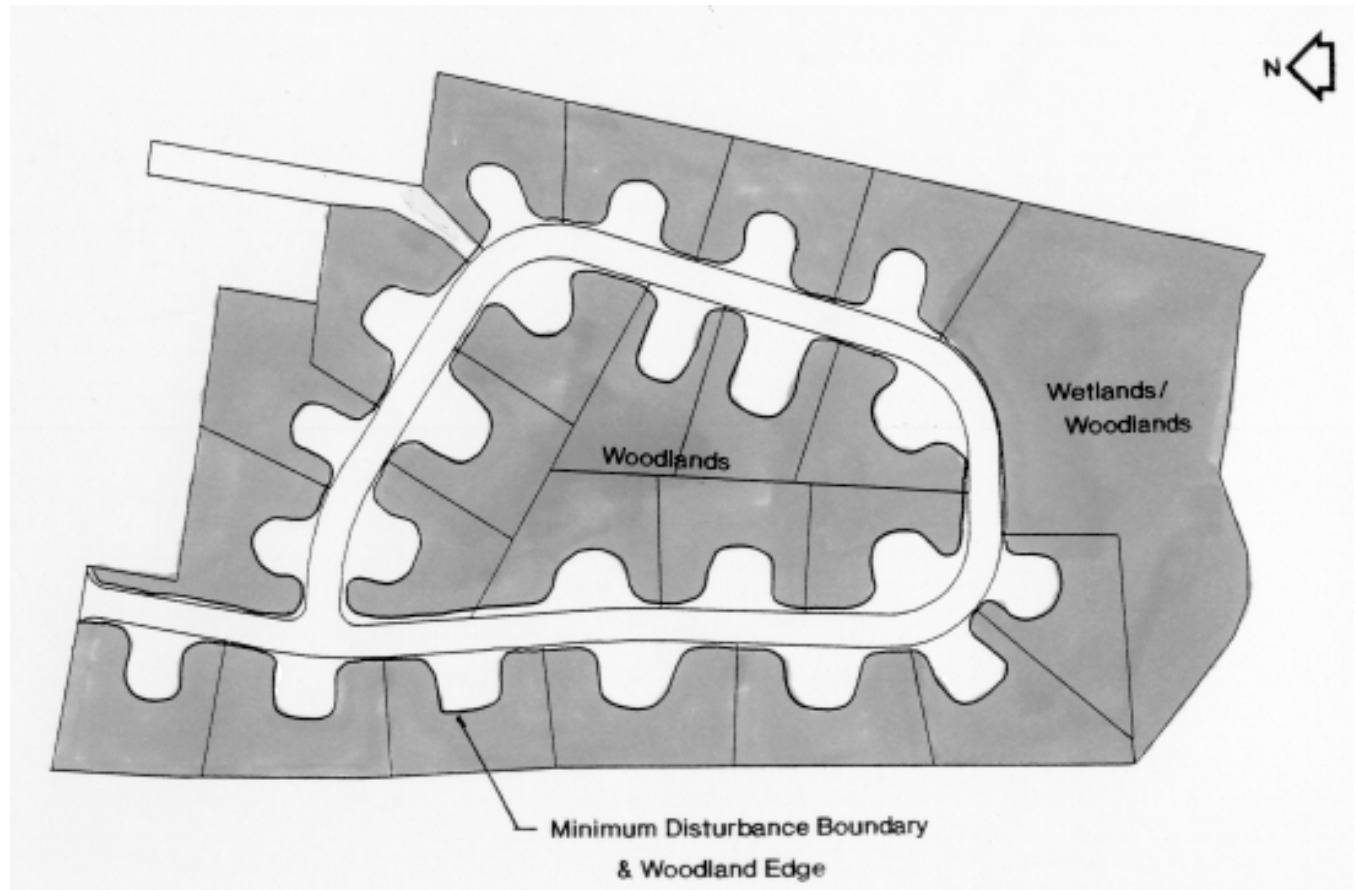 N
Wetlands/
Woodlands
Woodlands
Minimum Disturbance Boundary
& Woodland Edge